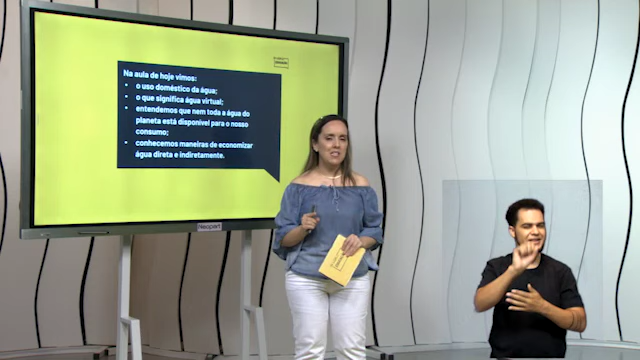 Na aula de hoje vimos:
• o uso doméstico da água;
• o que significa água virtual;
• entendemos que nem toda a água do
planeta está disponível para o nosso
consumo;
• conhecemos maneiras de economizar
água direta e indiretamente.